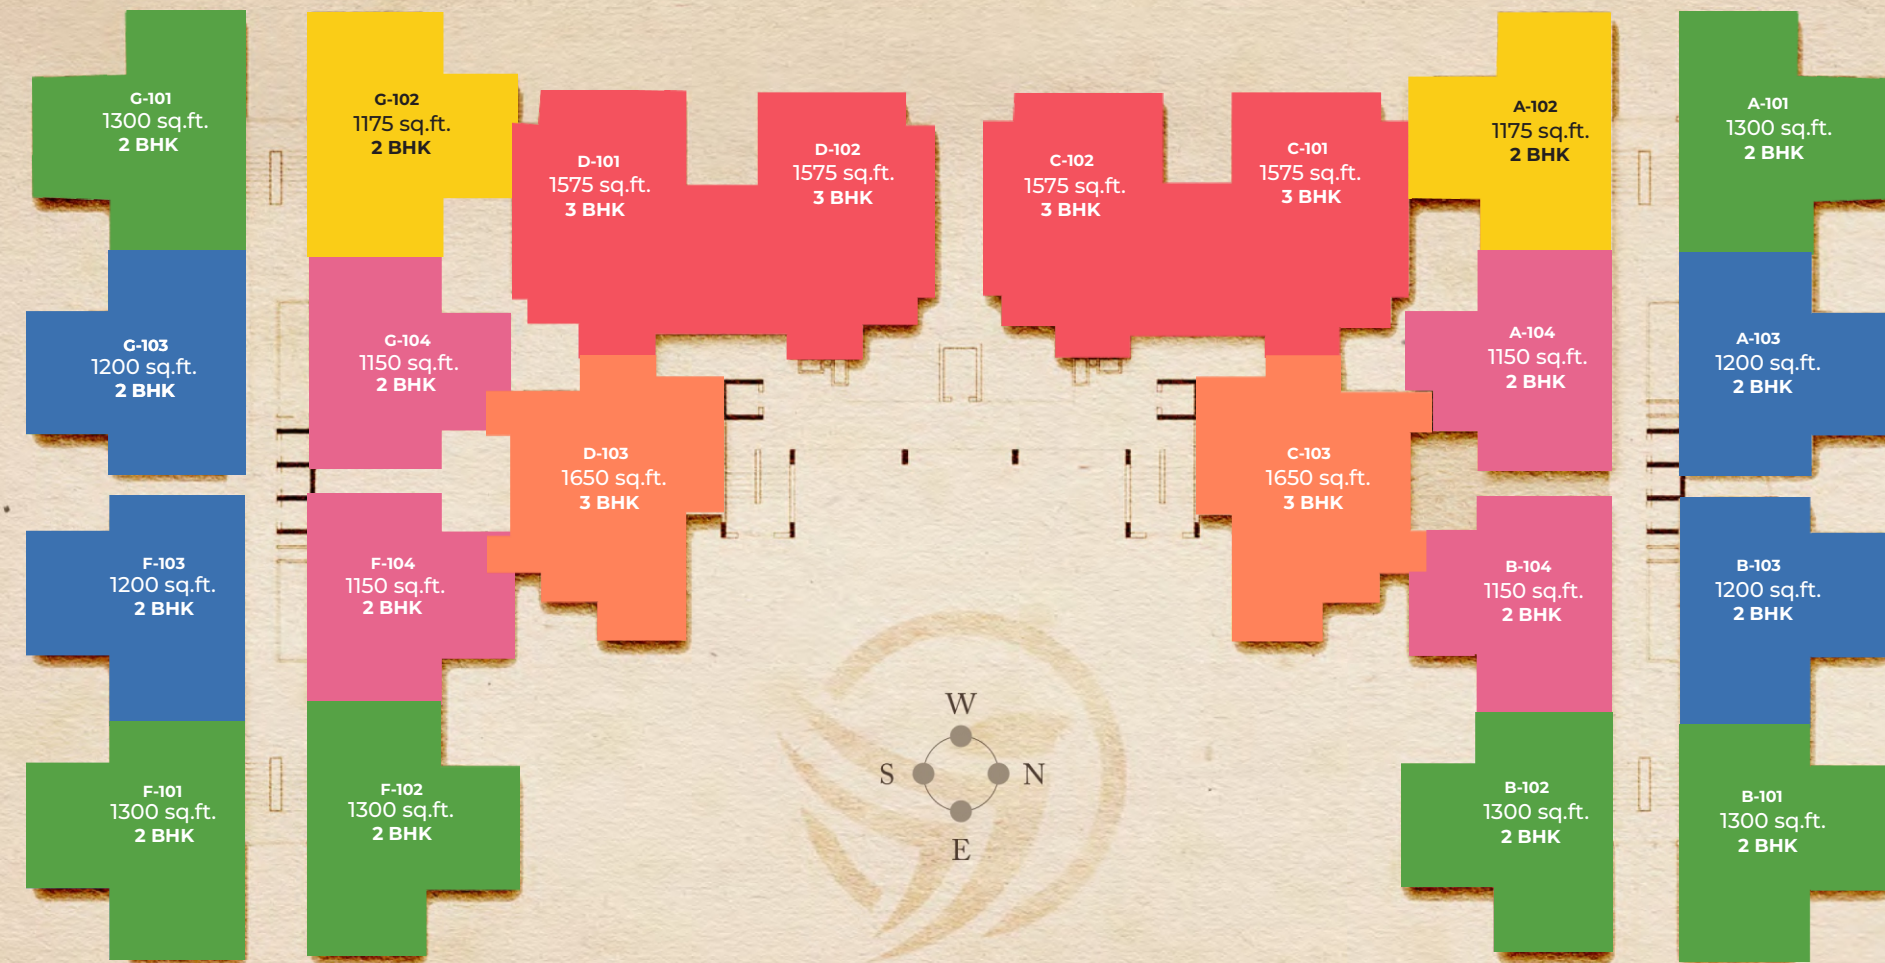 G-101
1300 sq.ft.
2 BHK
G-102
1175 sq.ft.
2 BHK
D-101
1575 sq.ft.
3 BHK
D-102
1575 sq.ft.
3 BHK
C-102
1575 sq.ft.
3 BHK
C-101
1575 sq.ft.
3 BHK
A-102
1175 sq.ft.
2 BHK
A-101
1300 sq.ft.
2 BHK
G-103
1200 sq.ft.
2 BHK
G-104
1150 sq.ft.
2 BHK
A-104
1150 sq.ft.
2 BHK
A-103
1200 sq.ft.
2 BHK
D-103
1650 sq.ft.
3 BHK
C-103
1650 sq.ft.
3 BHK
F-103
1200 sq.ft.
2 BHK
F-104
1150 sq.ft.
2 BHK
B-104
1150 sq.ft.
2 BHK
B-103
1200 sq.ft.
2 BHK
W
S
N
E
F-101
1300 sq.ft.
2 BHK
F-102
1300 sq.ft.
2 BHK
B-102
1300 sq.ft.
2 BHK
B-101
1300 sq.ft.
2 BHK